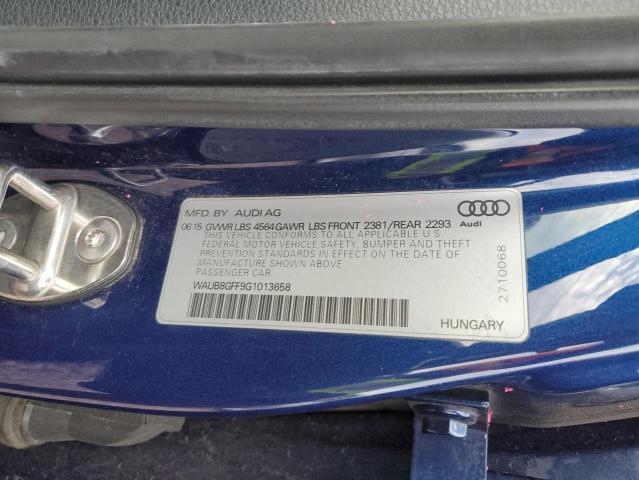 MFD. BY AUDI AG
06 15 GVWR LBS 4564 GAWR LBS FRONT 2381/REAR 2293
THIS VEHICLE CONFORMS TO ALL APPLICABLE U.S
FEDERAL MOTOR VEHICLE SAFETY, BUMPER AND THEFT
PREVENTION STANDARDS IN EFFECT ON THE DATE OF
MANUFACTURE SHOWN ABOVE
PASSENGER CAR
WAUB8GFF9G1013658
Audi
2710068
HUNGARY